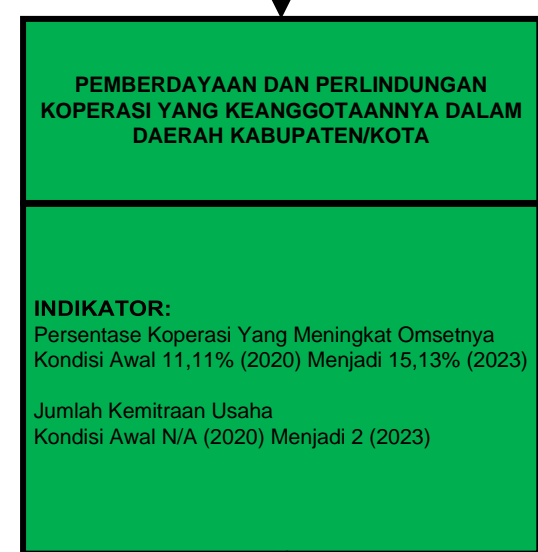 PEMBERDAYAAN DAN PERLINDUNGAN
KOPERASI YANG KEANGGOTAANNYA DALAM
DAERAH KABUPATEN/KOTA
INDIKATOR:
Persentase Koperasi Yang Meningkat Omsetnya
Kondisi Awal 11,11% (2020) Menjadi 15,13% (2023)
Jumlah Kemitraan Usaha
Kondisi Awal N/A (2020) Menjadi 2 (2023)